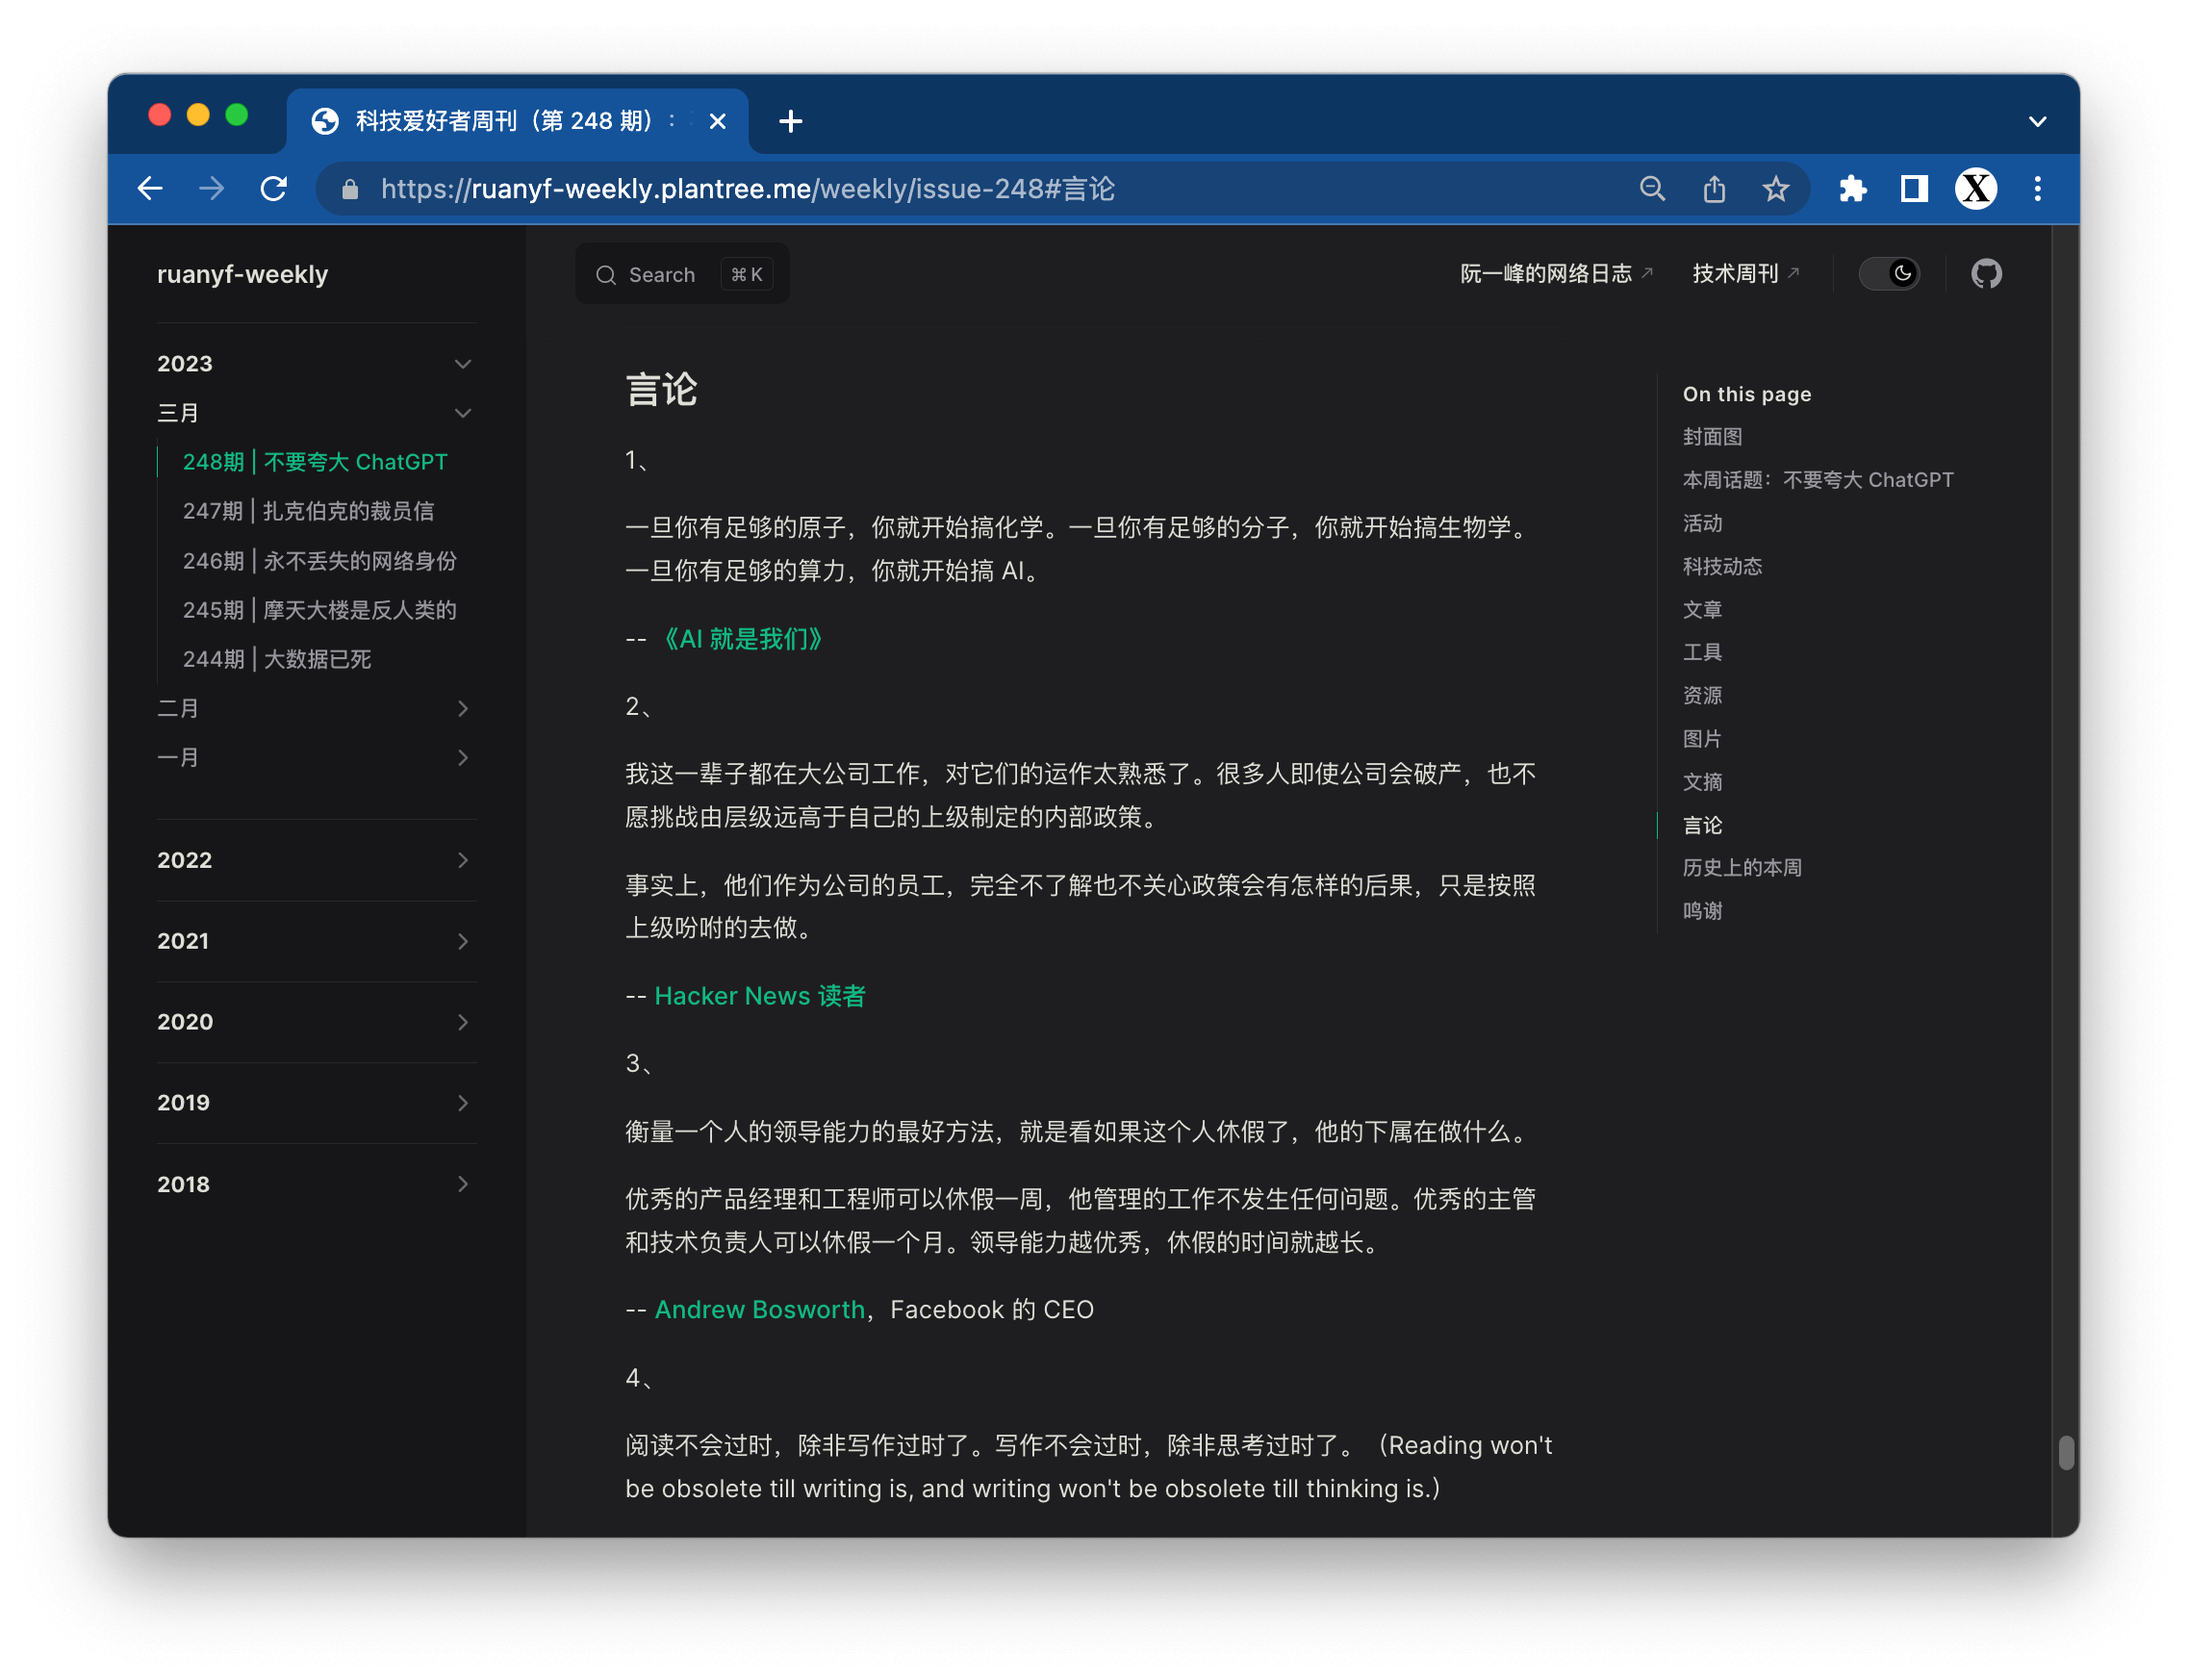 科技爱好者周刊（第 248 期）：
https://ruanyf-weekly.plantree.me/weekly/issue-248#言论
X
ruanyf-weekly
2023
三月
248期 | 不要夸大 ChatGPT
247期 | 扎克伯克的裁员信
246期 | 永不丢失的网络身份
245期 | 摩天大楼是反人类的
244期 | 大数据已死
二月
一月
2022
2021
2020
2019
2018
Search ⌘ K
阮一峰的网络日志 技术周刊
言论
1、
一旦你有足够的原子，你就开始搞化学。一旦你有足够的分子，你就开始搞生物学。
一旦你有足够的算力，你就开始搞 AI。
-- 《AI 就是我们》
2、
我这一辈子都在大公司工作，对它们的运作太熟悉了。很多人即使公司会破产，也不
愿挑战由层级远高于自己的上级制定的内部政策。
事实上，他们作为公司的员工，完全不了解也不关心政策会有怎样的后果，只是按照
上级吩咐的去做。
-- Hacker News 读者
3、
衡量一个人的领导能力的最好方法，就是看如果这个人休假了，他的下属在做什么。
优秀的产品经理和工程师可以休假一周，他管理的工作不发生任何问题。优秀的主管
和技术负责人可以休假一个月。领导能力越优秀，休假的时间就越长。
-- Andrew Bosworth，Facebook 的 CEO
4、
阅读不会过时，除非写作过时了。写作不会过时，除非思考过时了。（Reading won't
be obsolete till writing is, and writing won't be obsolete till thinking is.）
On this page
封面图
本周话题：不要夸大 ChatGPT
活动
科技动态
文章
工具
资源
图片
文摘
言论
历史上的本周
鸣谢